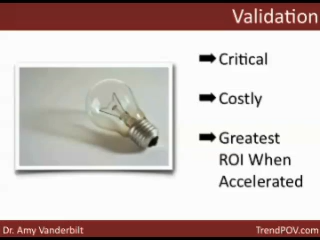 Validation
Critical
Costly
Greatest
ROI When
Accelerated
Dr. Amy Vanderbilt
TrendPOV.com